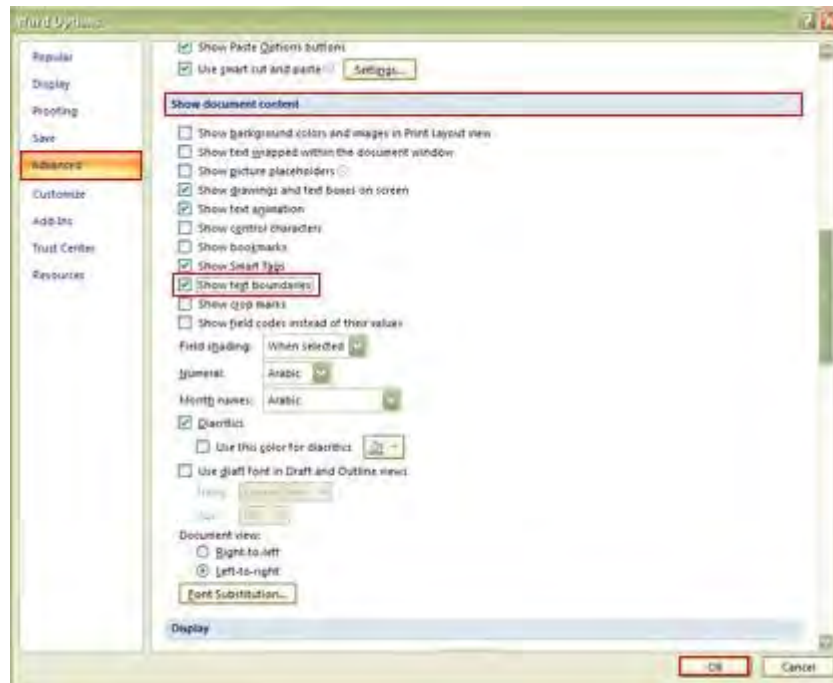 Word Options
Popular
Display
Proofing
Save
Advanced
Customize
Add-Ins
Trust Center
Resources
Show Paste Options buttons
Use smart cut and paste
Settings...
Show document content
Show background colors and images in Print Layout view
Show text wrapped within the document window
Show picture placeholders
Show drawings and text boxes on screen
Show text animation
Show control characters
Show bookmarks
Show Smart Tags
Show text boundaries
Show crop marks
Show field codes instead of their values
Field shading: When selected
Numeral: Arabic
Month names: Arabic
Diacritics
Use this color for diacritics
Use draft font in Draft and Outline views
Name:
Size:
Document view:
Right-to-left
Left-to-right
Font Substitution...
Display
OK
Cancel